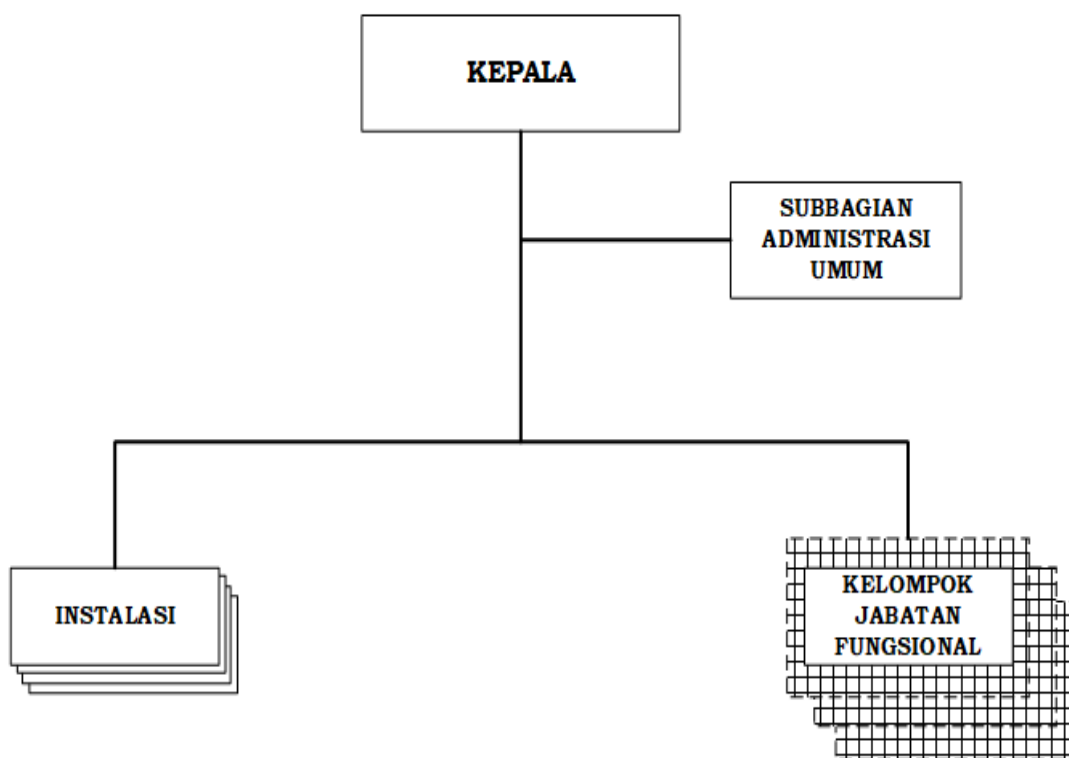 KEPALA
SUBBAGIAN
ADMINISTRASI
UMUM
INSTALASI
KELOMPOK
JABATAN
FUNGSIONAL